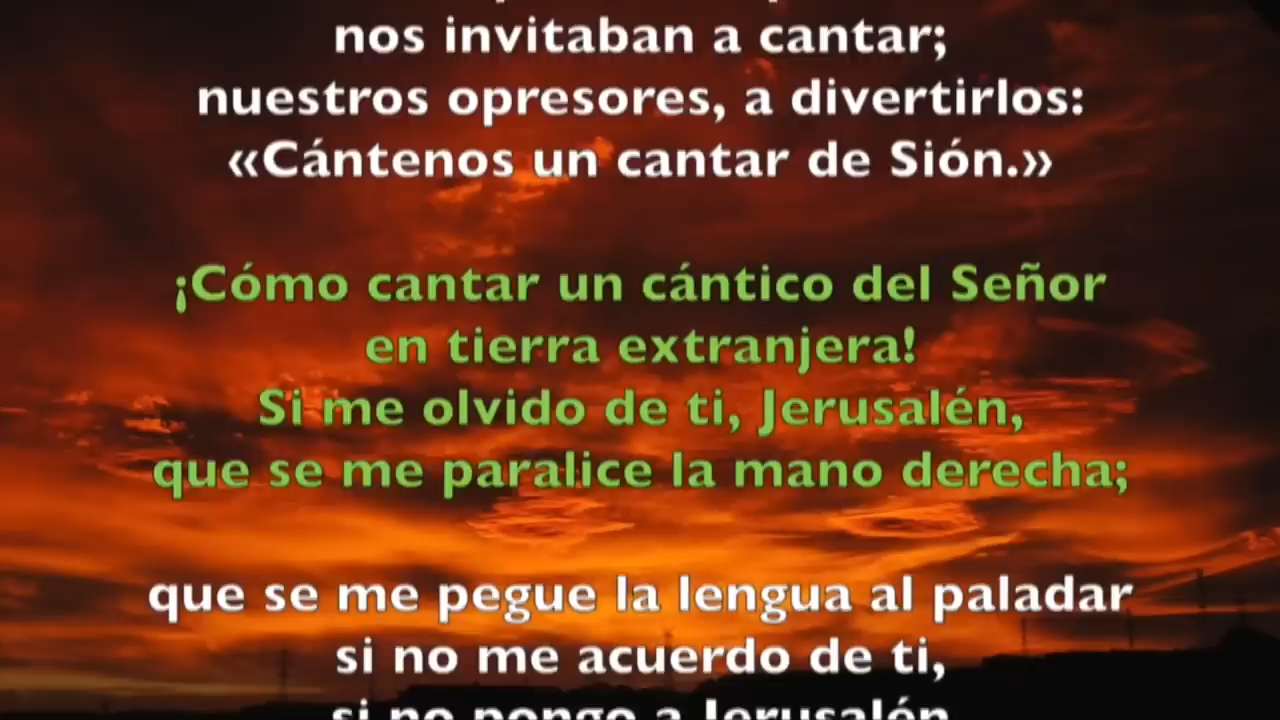 nos invitaban a cantar;
nuestros opresores, a divertirlos:
«Cántenos un cantar de Sión.»
¡Cómo cantar un cántico del Señor
en tierra extranjera!
Si me olvido de ti, Jerusalén,
que se me paralice la mano derecha;
que se me pegue la lengua al paladar
si no me acuerdo de ti,
si no pongo a Jerusalén